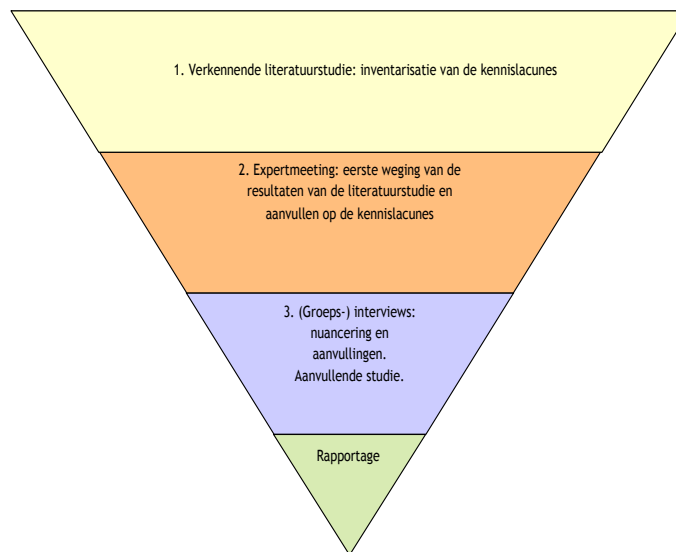 1. Verkennende literatuurstudie: inventarisatie van de kennislacunes
2. Expertmeeting: eerste weging van de
resultaten van de literatuurstudie en
aanvullen op de kennislacunes
3. (Groeps-) interviews:
nuancering en
aanvullingen.
Aanvullende studie.
Rapportage